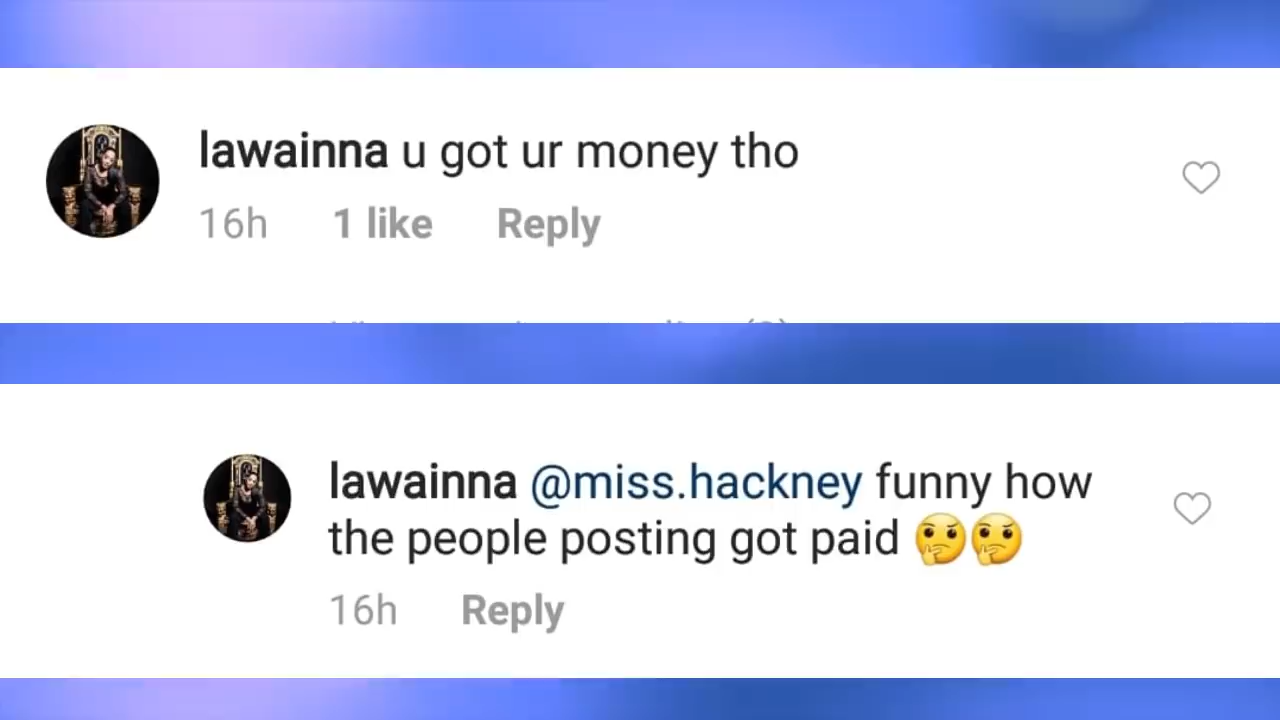 lawainna u got ur money tho
16h 1 like Reply
lawainna @miss.hackney funny how
the people posting got paid 🤔🤔
16h Reply